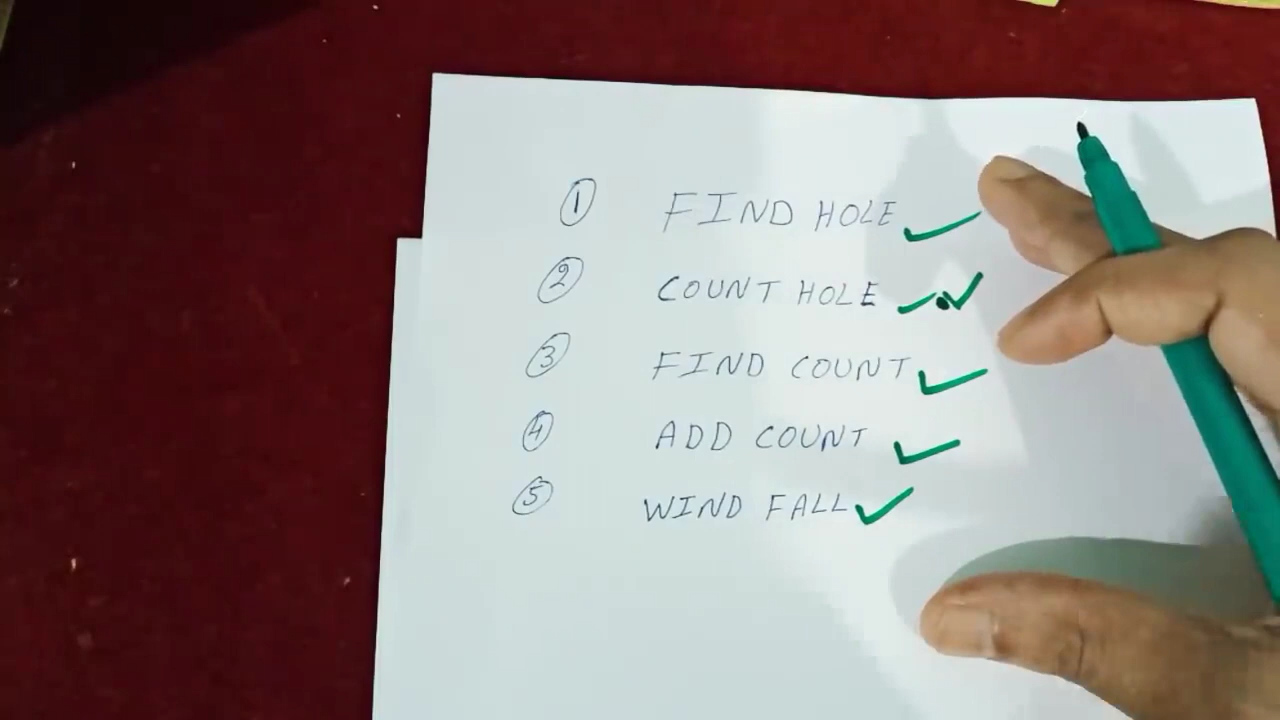 ① FIND HOLE ✓
② COUNT HOLE ✓✓
③ FIND COUNT ✓
④ ADD COUNT ✓
⑤ WIND FALL ✓